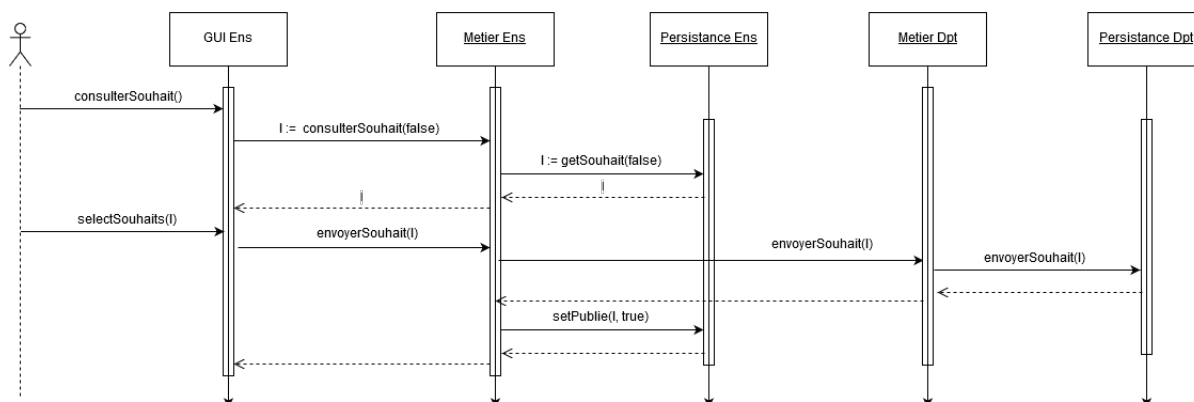 GUI Ens
Metier Ens
Persistance Ens
Metier Dpt
Persistance Dpt
consulterSouhait()
l := consulterSouhait(false)
l := getSouhait(false)
l
l
selectSouhaits(l)
envoyerSouhait(l)
envoyerSouhait(l)
envoyerSouhait(l)
setPublie(l, true)